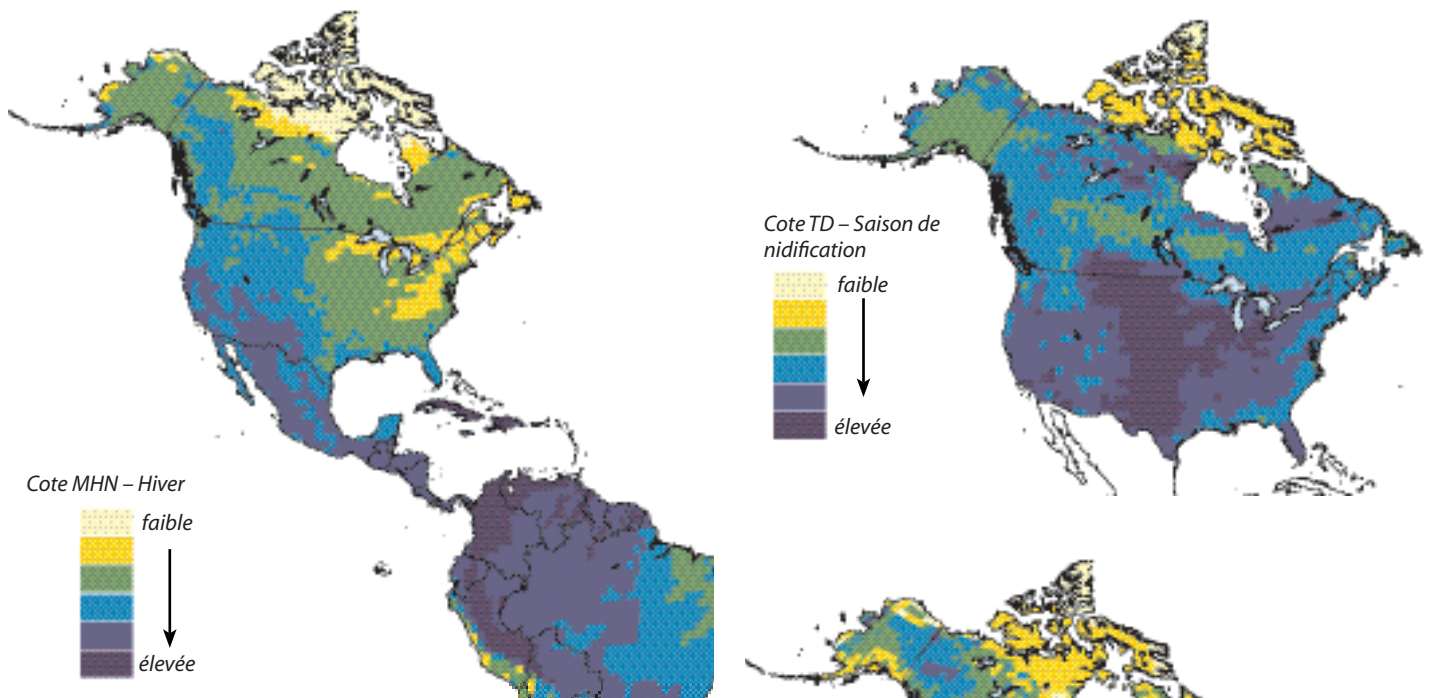 Cote MHN – Hiver
faible
élevée
Cote TD – Saison de
nidification
faible
élevée